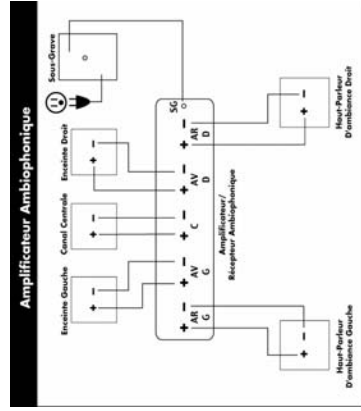 Amplificateur Ambiophonique
Enceinte Gauche
+ −
Canal Centrale
+ −
Enceinte Droit
+ −
Sous-Grave
SG
+ − + − + − + − + −
AR AV C AV AR
G G D D
Amplificateur/
Récepteur Ambiophonique
+ −
Haut-Parleur
D'ambiance Gauche
+ −
Haut-Parleur
D'ambiance Droit